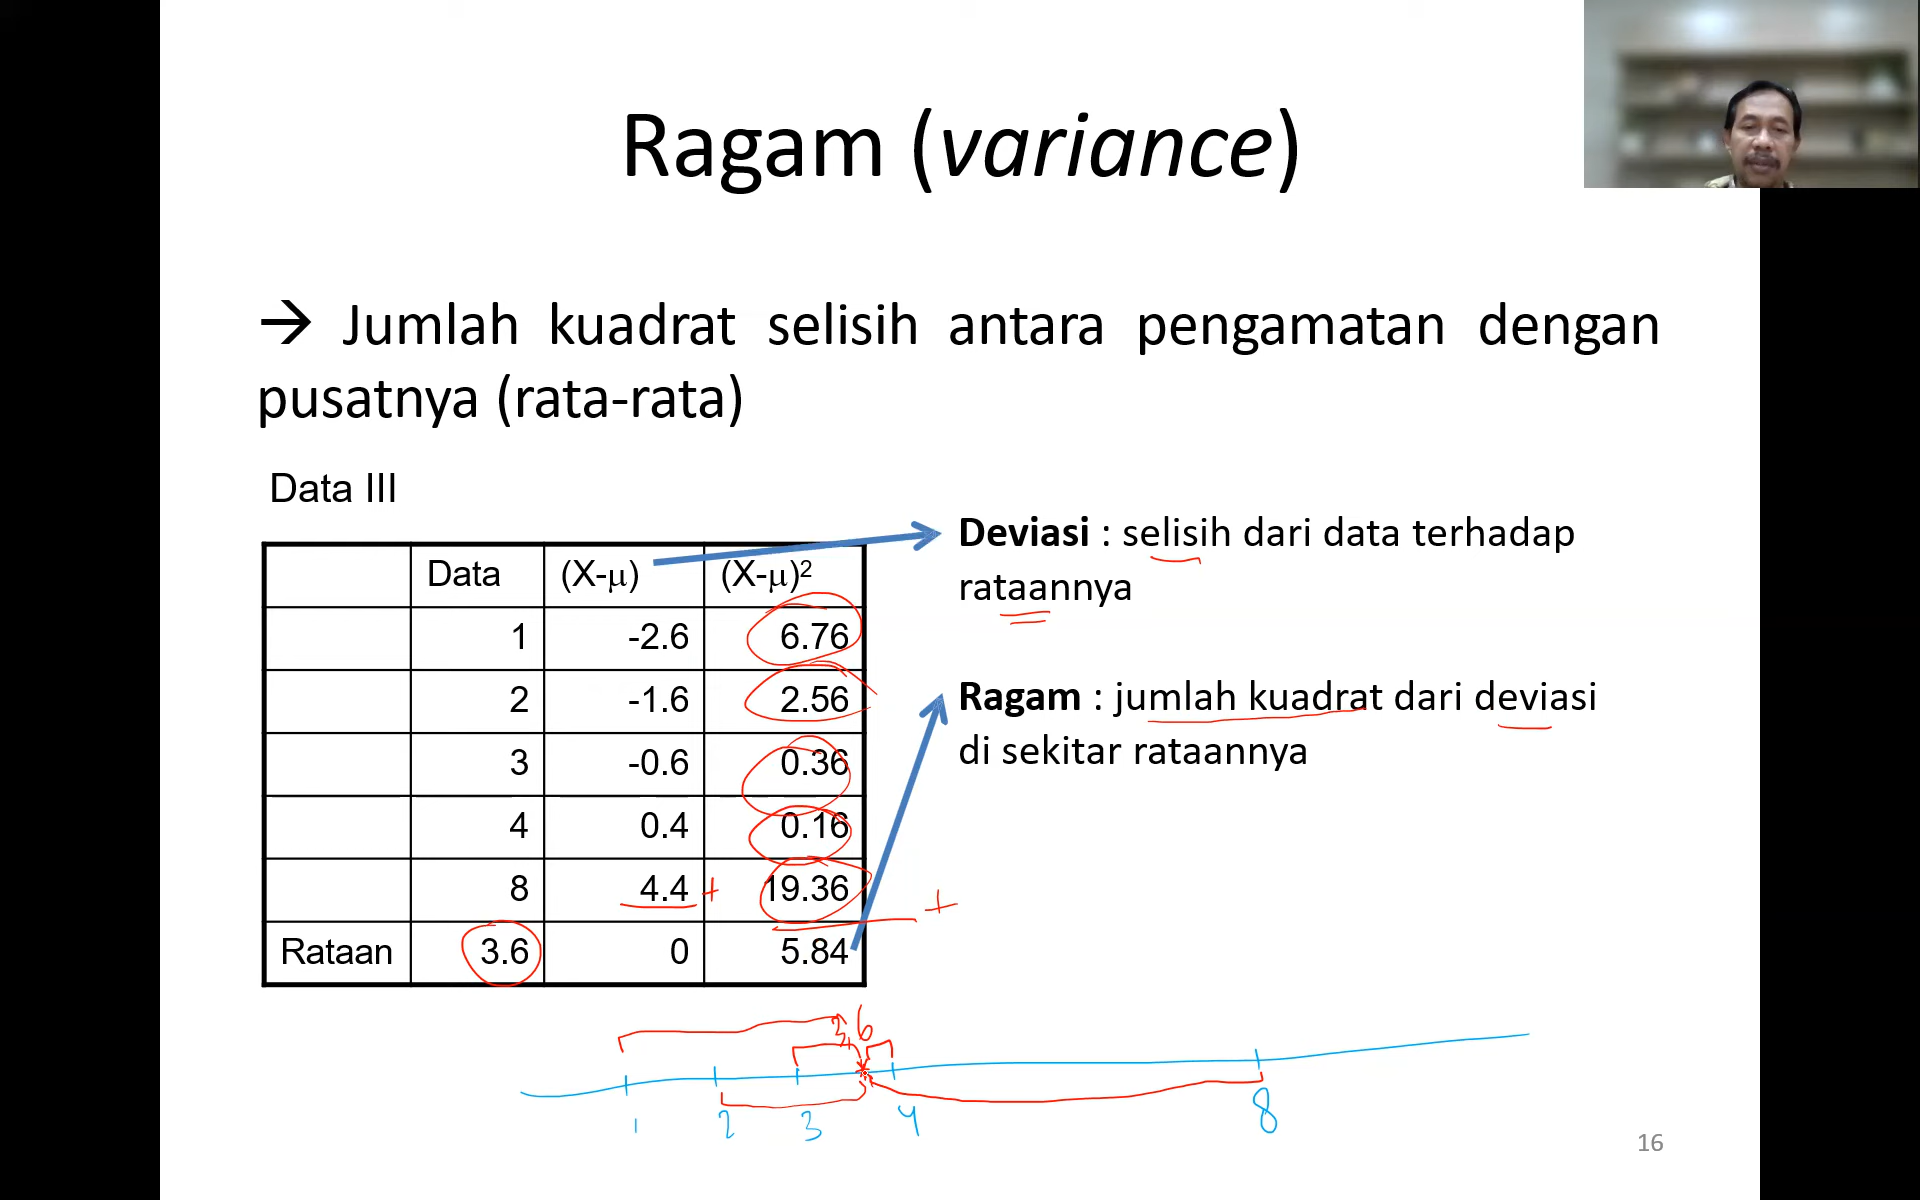 Ragam (variance)
→ Jumlah kuadrat selisih antara pengamatan dengan
pusatnya (rata-rata)
Data III
Data (X-μ) (X-μ)²
1 -2.6 6.76
2 -1.6 2.56
3 -0.6 0.36
4 0.4 0.16
8 4.4 + 19.36 +
Rataan 3.6 0 5.84
Deviasi : selisih dari data terhadap
rataannya
Ragam : jumlah kuadrat dari deviasi
di sekitar rataannya
3,6
1 2 3 4 8
16